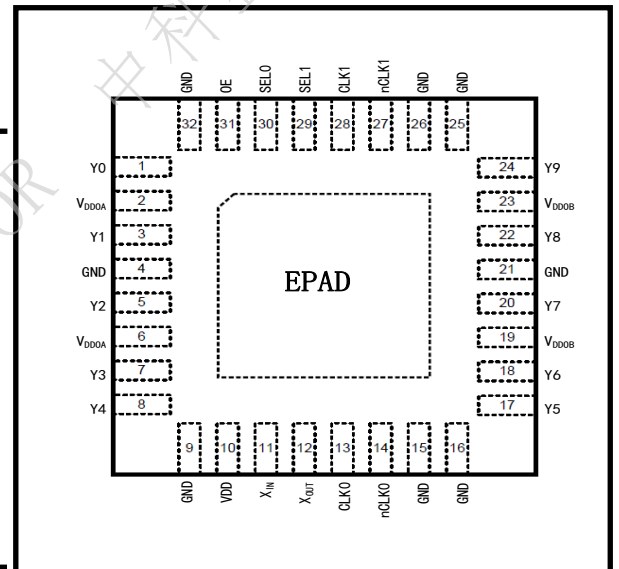 中科
OR
GND OE SEL0 SEL1 CLK1 nCLK1 GND GND
32 31 30 29 28 27 26 25
Y0 1 24 Y9
VDDOA 2 23 VDDOB
Y1 3 22 Y8
GND 4 21 GND
EPAD
Y2 5 20 Y7
VDDOA 6 19 VDDOB
Y3 7 18 Y6
Y4 8 17 Y5
9 10 11 12 13 14 15 16
GND VDD XIN XOUT CLK0 nCLK0 GND GND